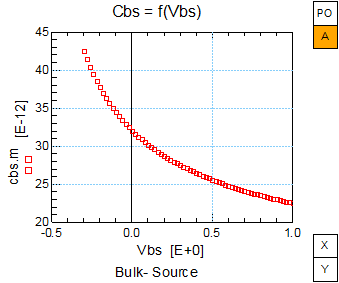 Cbs = f(Vbs)
PO
A
45
40
35
30
25
20
cbs.m [E-12]
-0.5
0.0
0.5
1.0
Vbs [E+0]
Bulk- Source
X
Y